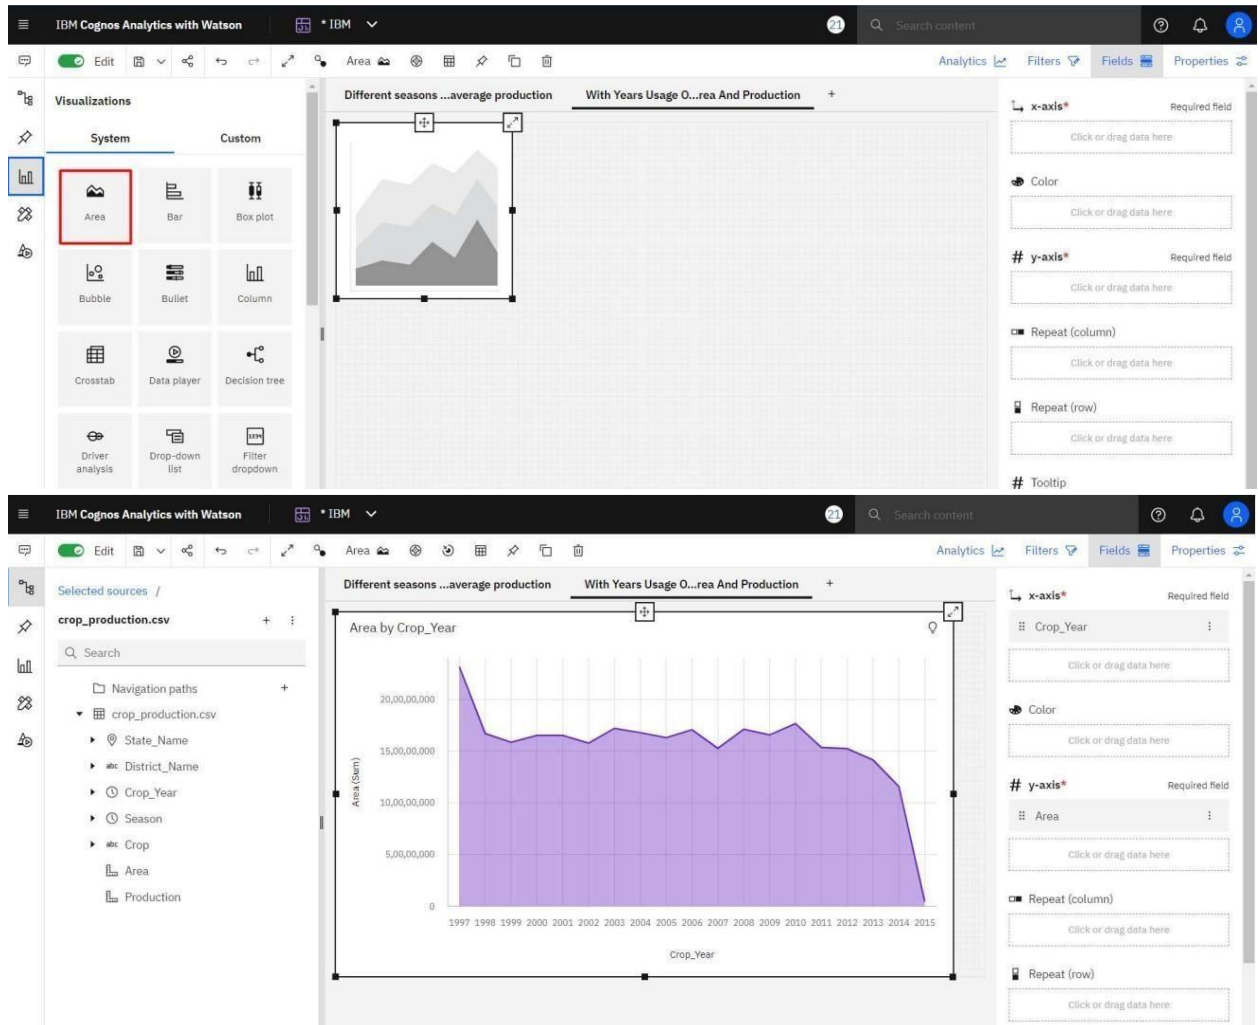 IBM Cognos Analytics with Watson
* IBM
21
Search content
Edit
Area
Analytics
Filters
Fields
Properties
Visualizations
System
Custom
Area
Bar
Box plot
Bubble
Bullet
Column
Crosstab
Data player
Decision tree
Driver
analysis
Drop-down
list
Filter
dropdown
Different seasons ...average production
With Years Usage O...rea And Production
+
x-axis*
Required field
Click or drag data here
Color
Click or drag data here
# y-axis*
Required field
Click or drag data here
Repeat (column)
Click or drag data here
Repeat (row)
Click or drag data here
# Tooltip
IBM Cognos Analytics with Watson
* IBM
21
Search content
Edit
Area
Analytics
Filters
Fields
Properties
Selected sources /
crop_production.csv
+
Search
Navigation paths
+
crop_production.csv
State_Name
abc District_Name
Crop_Year
Season
abc Crop
Area
Production
Different seasons ...average production
With Years Usage O...rea And Production
+
Area by Crop_Year
Area (Sum)
20,00,00,000
15,00,00,000
10,00,00,000
5,00,00,000
0
1997 1998 1999 2000 2001 2002 2003 2004 2005 2006 2007 2008 2009 2010 2011 2012 2013 2014 2015
Crop_Year
x-axis*
Required field
Crop_Year
Click or drag data here
Color
Click or drag data here
# y-axis*
Required field
Area
Click or drag data here
Repeat (column)
Click or drag data here
Repeat (row)
Click or drag data here